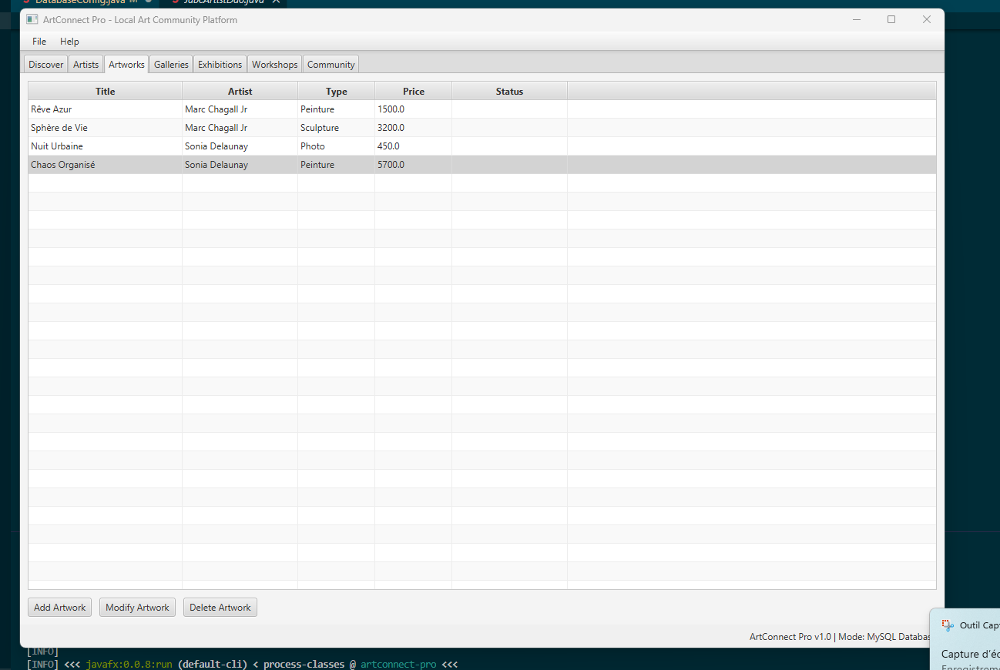 DatabaseConfig.java M JdbcArtistDao.java
ArtConnect Pro - Local Art Community Platform
File Help
Discover Artists Artworks Galleries Exhibitions Workshops Community
Title Artist Type Price Status
Rêve Azur Marc Chagall Jr Peinture 1500.0
Sphère de Vie Marc Chagall Jr Sculpture 3200.0
Nuit Urbaine Sonia Delaunay Photo 450.0
Chaos Organisé Sonia Delaunay Peinture 5700.0
Add Artwork Modify Artwork Delete Artwork
Outil Capt
ArtConnect Pro v1.0 | Mode: MySQL Databas
[INFO]
Capture d'éc
[INFO] <<< javafx:0.0.8:run (default-cli) < process-classes @ artconnect-pro <<<
Enregistreme